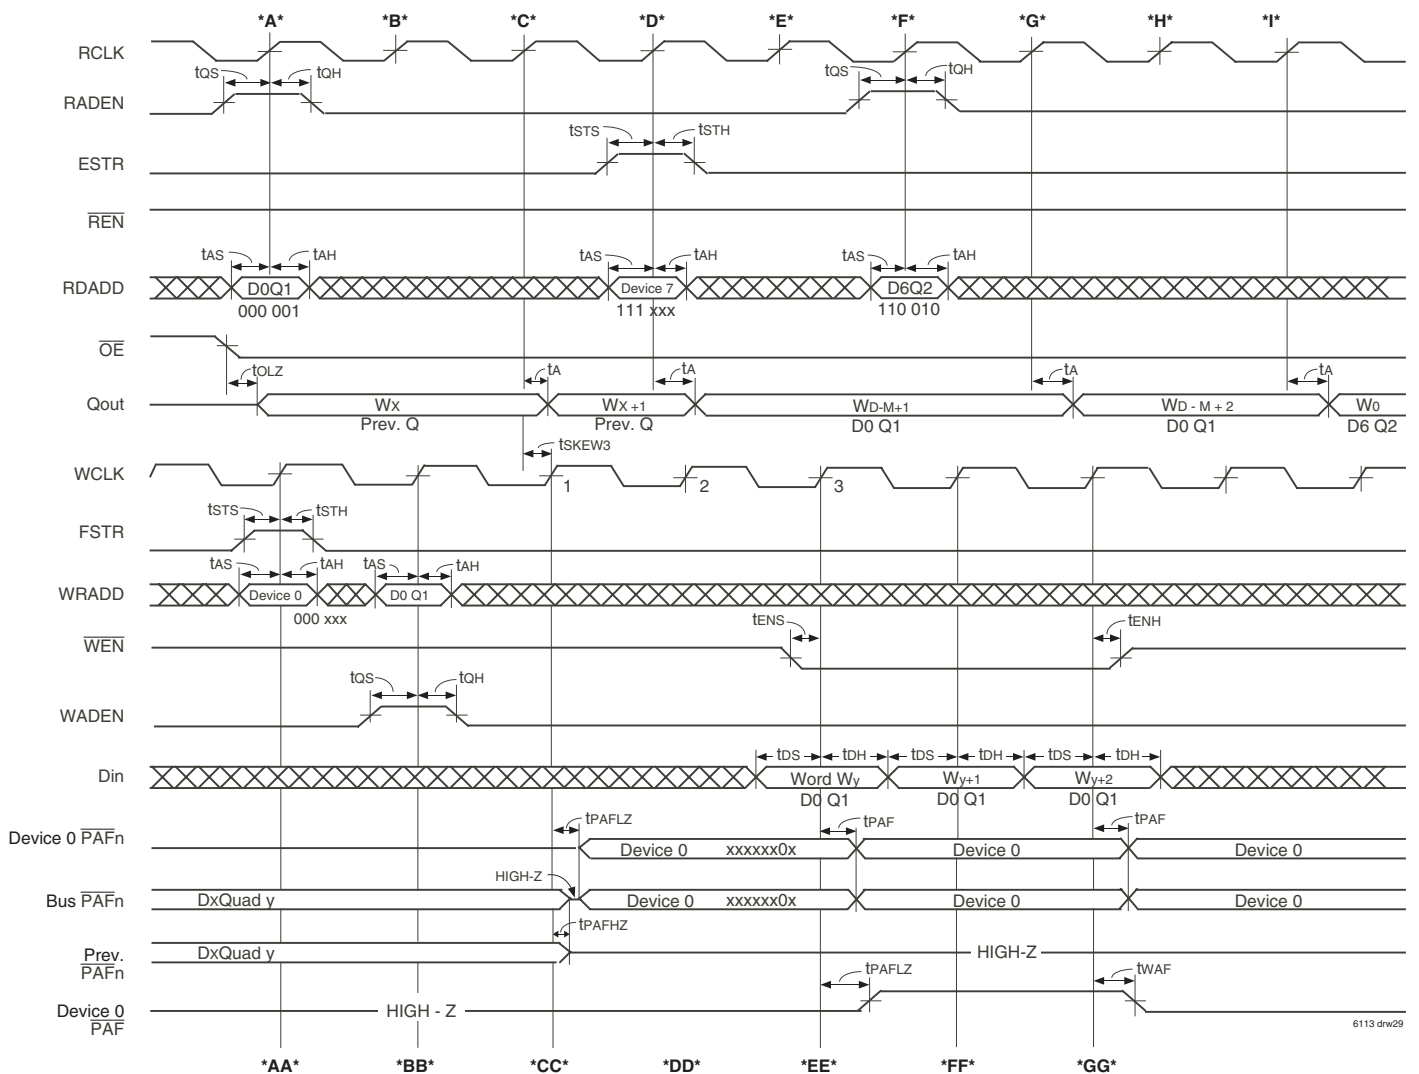 *A* *B* *C* *D* *E* *F* *G* *H* *I*
RCLK
tQS tQH tQS tQH
RADEN
tSTS tSTH
ESTR
REN
tAS tAH tAS tAH tAS tAH
RDADD D0Q1 Device 7 D6Q2
000 001 111 xxx 110 010
OE
tOLZ tA tA tA tA
Qout WX WX +1 WD-M+1 WD - M + 2 W0
Prev. Q Prev. Q D0 Q1 D0 Q1 D6 Q2
tSKEW3
WCLK 1 2 3
tSTS tSTH
FSTR
tAS tAH tAS tAH
WRADD Device 0 D0 Q1
000 xxx
tENS tENH
WEN
tQS tQH
WADEN
tDS tDH tDS tDH tDS tDH
Din Word Wy Wy+1 Wy+2
D0 Q1 D0 Q1 D0 Q1
tPAFLZ tPAF tPAF
Device 0 PAFn Device 0 xxxxxx0x Device 0 Device 0
HIGH-Z
Bus PAFn DxQuad y Device 0 xxxxxx0x Device 0 Device 0
tPAFHZ
Prev. DxQuad y HIGH-Z
PAFn
tPAFLZ tWAF
Device 0 HIGH - Z
PAF
6113 drw29
*AA* *BB* *CC* *DD* *EE* *FF* *GG*